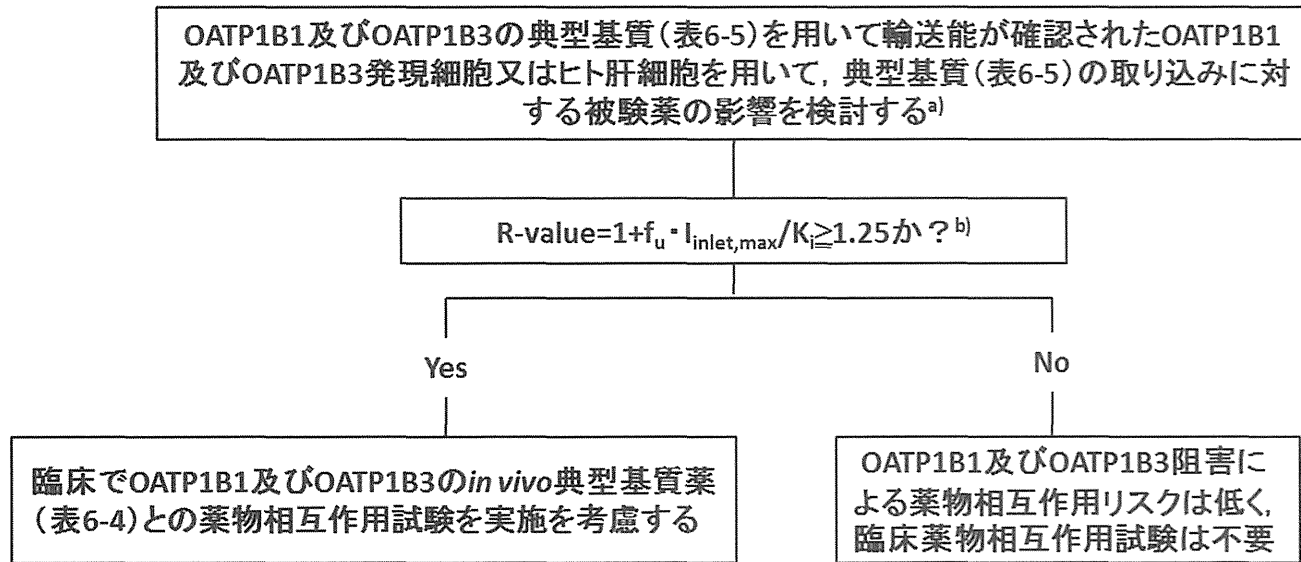 OATP1B1及びOATP1B3の典型基質(表6-5)を用いて輸送能が確認されたOATP1B1
及びOATP1B3発現細胞又はヒト肝細胞を用いて，典型基質(表6-5)の取り込みに対
する被験薬の影響を検討するa)
R-value=1+fu・Iinlet,max/Ki≧1.25か？b)
Yes
No
臨床でOATP1B1及びOATP1B3のin vivo典型基質薬
(表6-4)との薬物相互作用試験を実施を考慮する
OATP1B1及びOATP1B3阻害に
よる薬物相互作用リスクは低く，
臨床薬物相互作用試験は不要